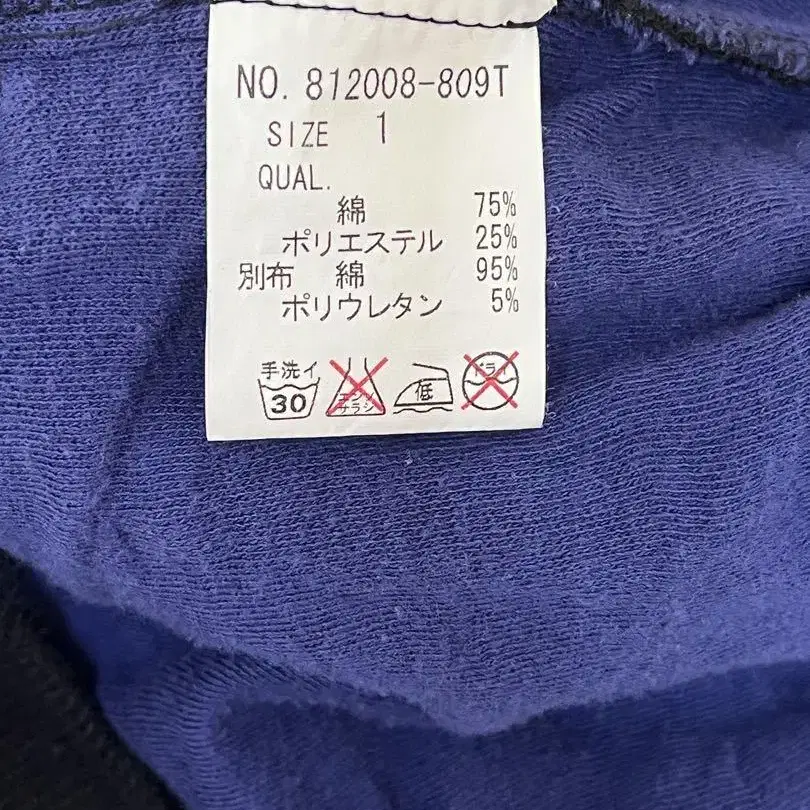 NO. 812008-809T
SIZE 1
QUAL.
綿 75%
ポリエステル 25%
別布 綿 95%
ポリウレタン 5%
手洗イ 30
エンソ サラシ
低
ドライ